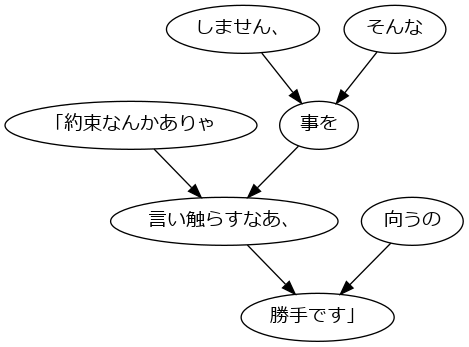 しません、
そんな
「約束なんかありゃ
事を
言い触らすなあ、
向うの
勝手です」